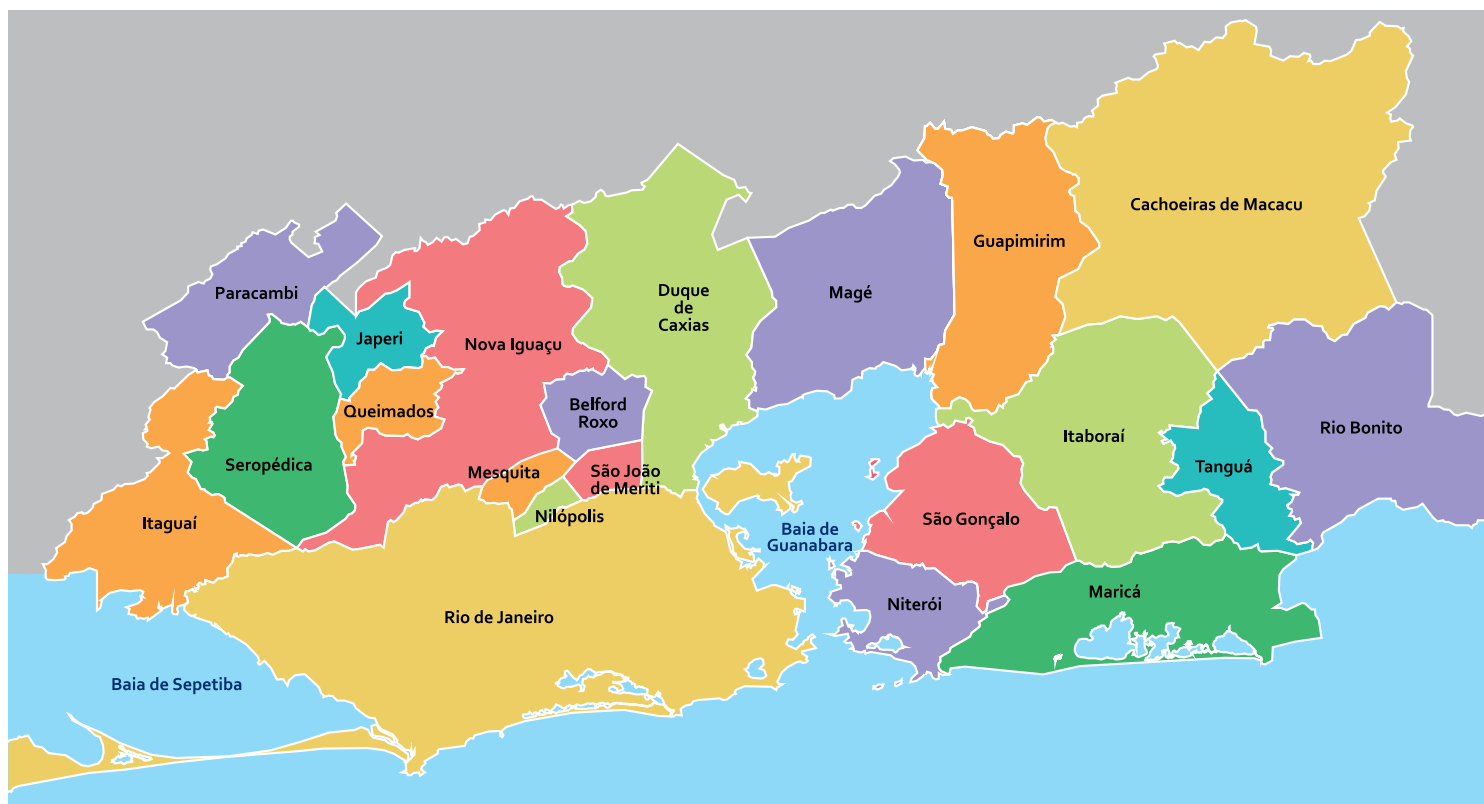 Cachoeiras de Macacu
Guapimirim
Magé
Duque
de
Caxias
Paracambi
Japeri
Nova Iguaçu
Queimados
Belford
Roxo
Itaboraí
Rio Bonito
Seropédica
Mesquita
São João
de Meriti
Tanguá
Itaguaí
Nilópolis
Baia de
Guanabara
São Gonçalo
Maricá
Niterói
Rio de Janeiro
Baia de Sepetiba